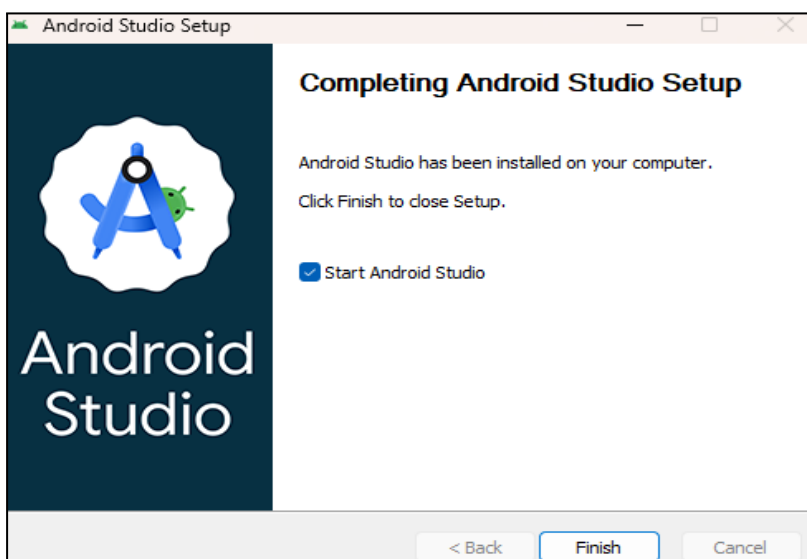 Android Studio Setup
Completing Android Studio Setup
Android Studio has been installed on your computer.
Click Finish to close Setup.
Start Android Studio
Android
Studio
< Back
Finish
Cancel